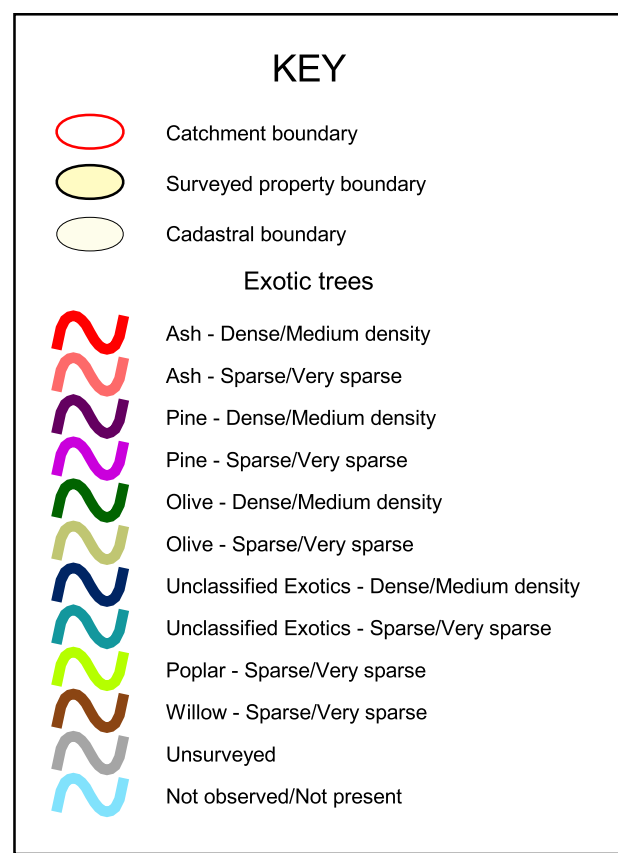 KEY
Catchment boundary
Surveyed property boundary
Cadastral boundary
Exotic trees
Ash - Dense/Medium density
Ash - Sparse/Very sparse
Pine - Dense/Medium density
Pine - Sparse/Very sparse
Olive - Dense/Medium density
Olive - Sparse/Very sparse
Unclassified Exotics - Dense/Medium density
Unclassified Exotics - Sparse/Very sparse
Poplar - Sparse/Very sparse
Willow - Sparse/Very sparse
Unsurveyed
Not observed/Not present